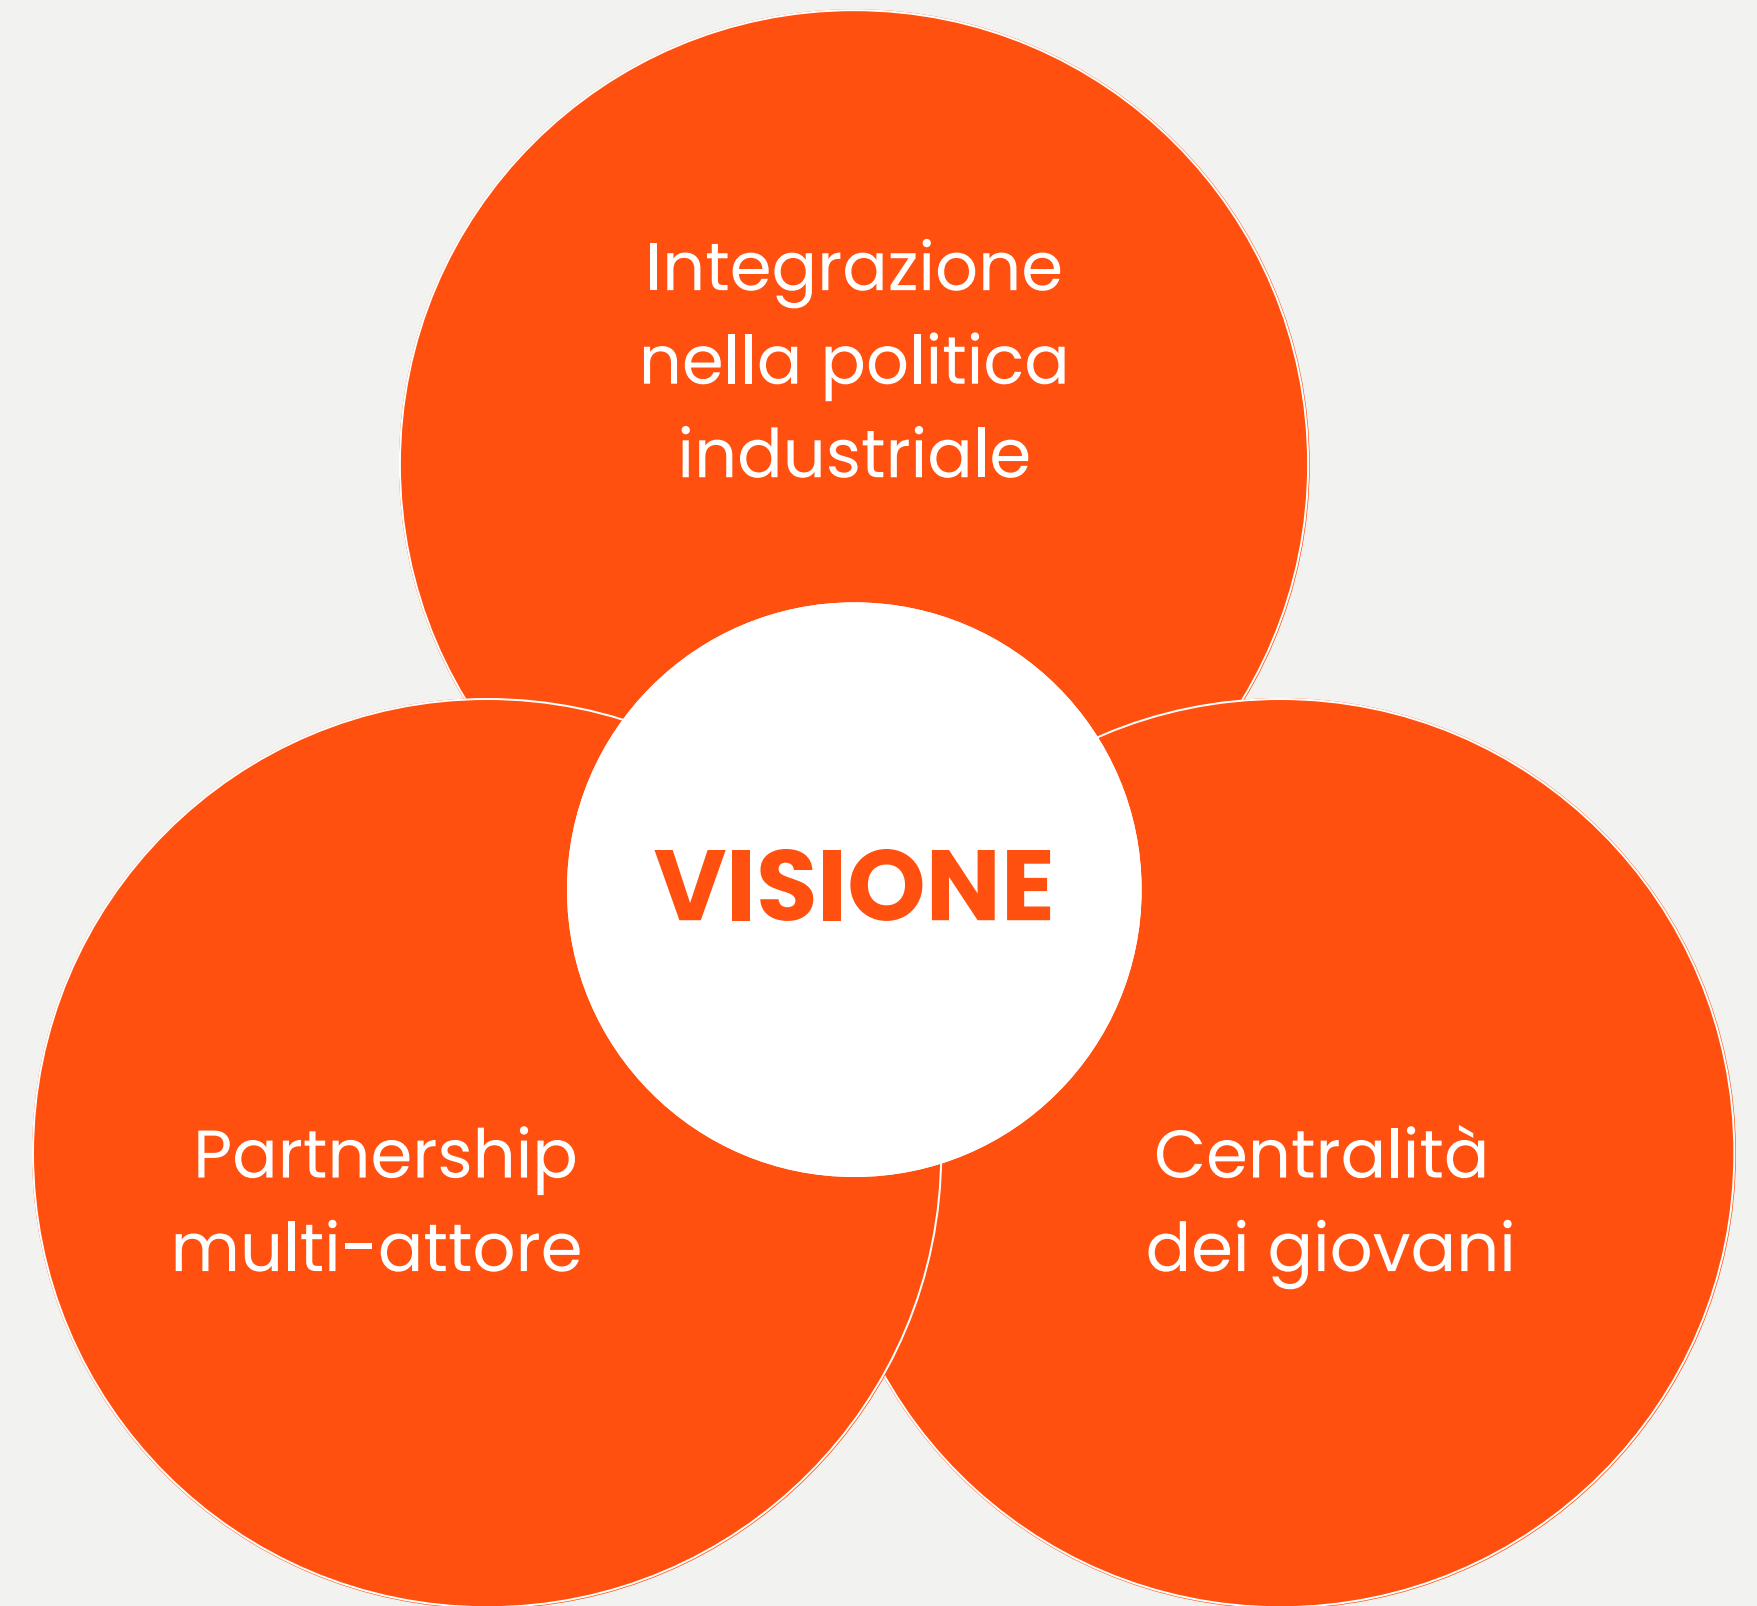 Integrazione
nella politica
industriale
VISIONE
Partnership
multi-attore
Centralità
dei giovani